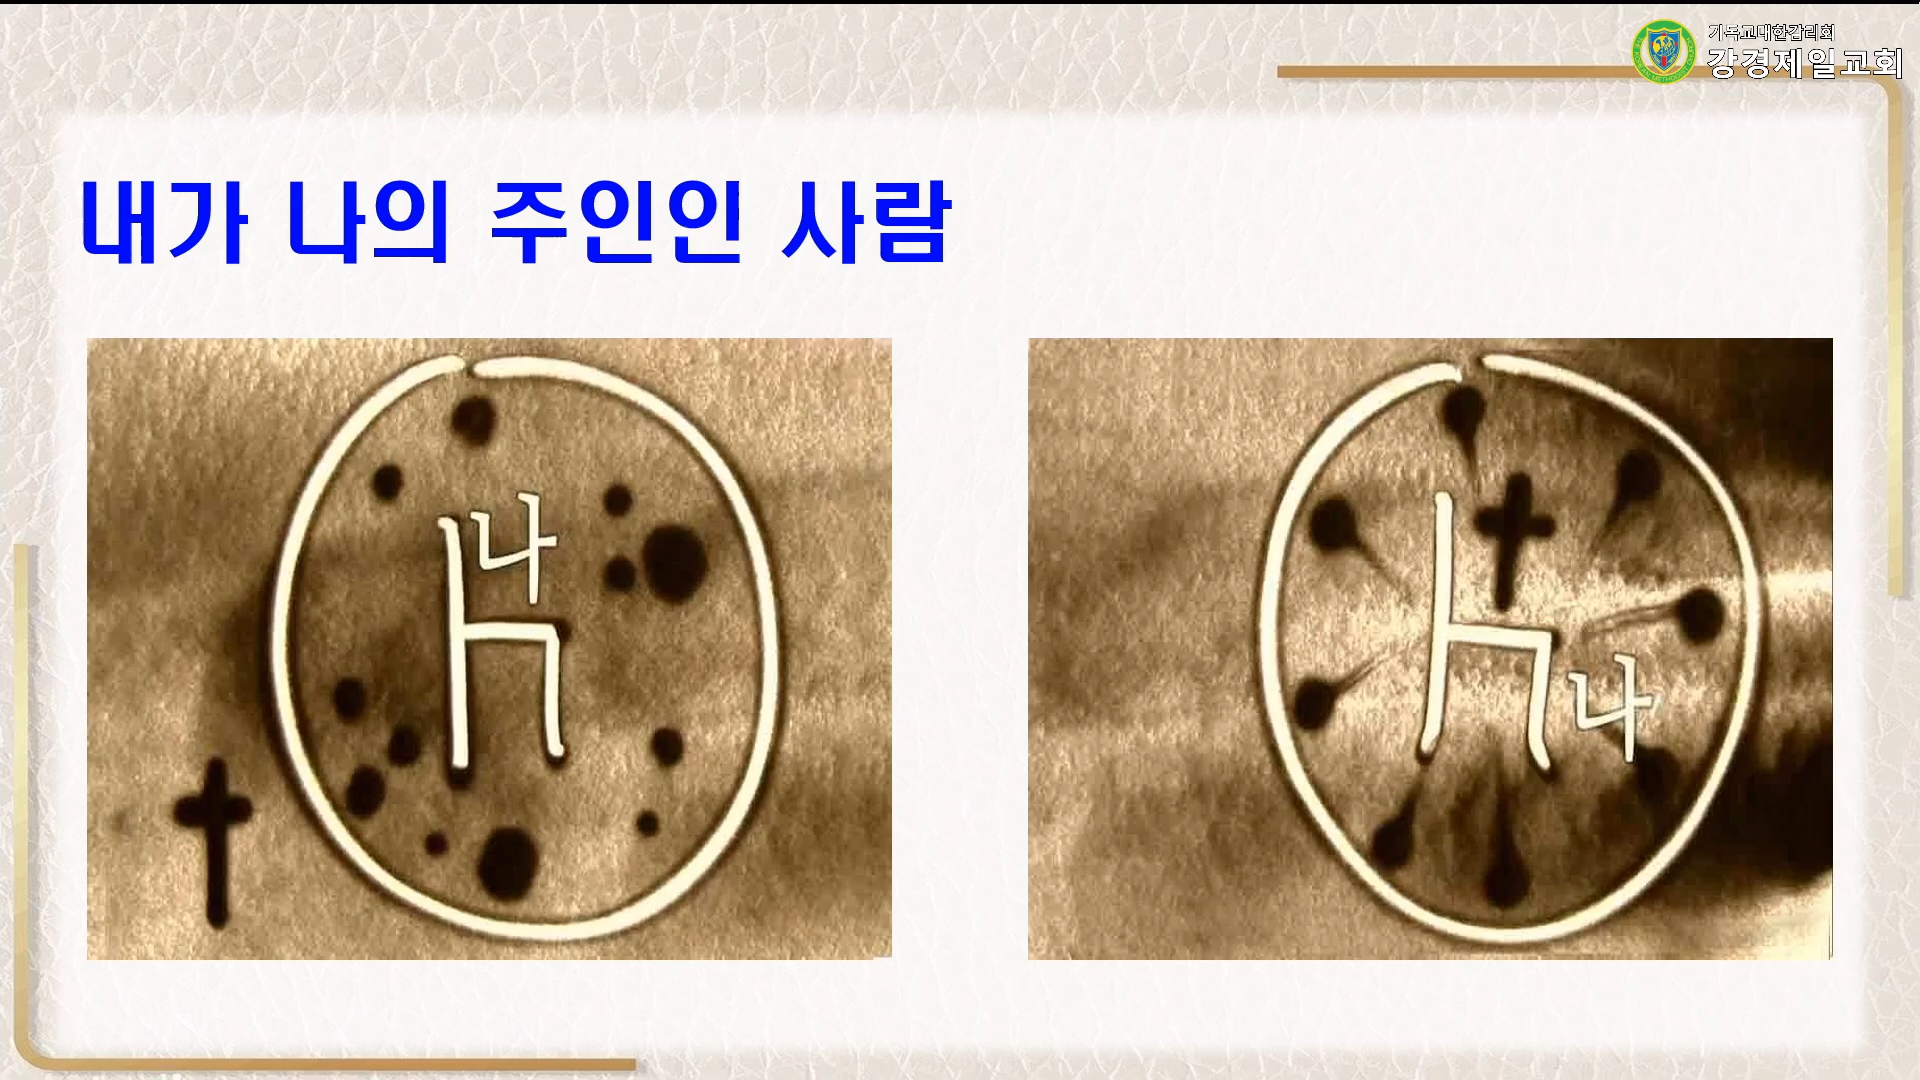 기독교대한감리회
강경제일교회
내가 나의 주인인 사람
나
나